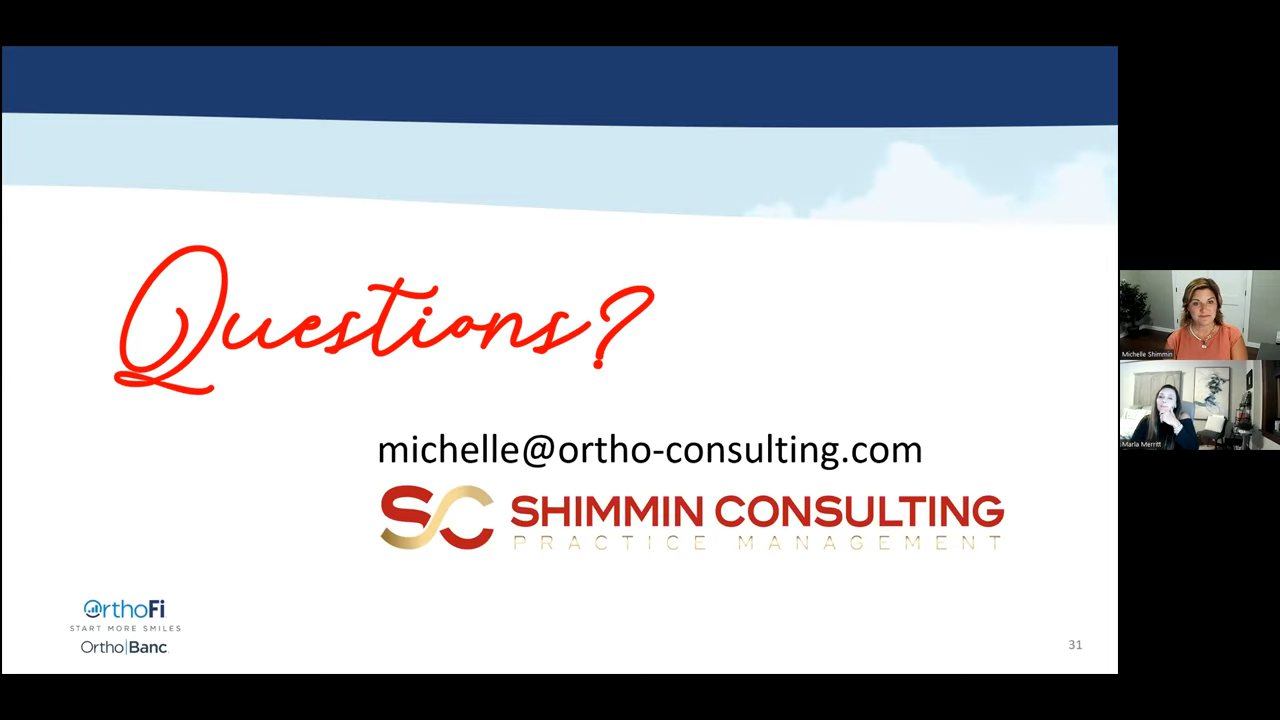 Questions?
michelle@ortho-consulting.com
SC SHIMMIN CONSULTING
PRACTICE MANAGEMENT
OrthoFi
START MORE SMILES
Ortho|Banc
31
Michelle Shimmin
Marla Merritt